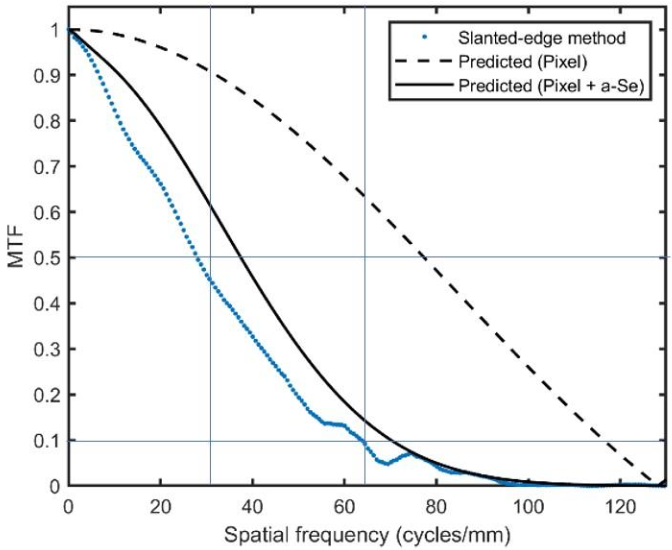 Slanted-edge method
Predicted (Pixel)
Predicted (Pixel + a-Se)
MTF
1
0.9
0.8
0.7
0.6
0.5
0.4
0.3
0.2
0.1
0
0 20 40 60 80 100 120
Spatial frequency (cycles/mm)